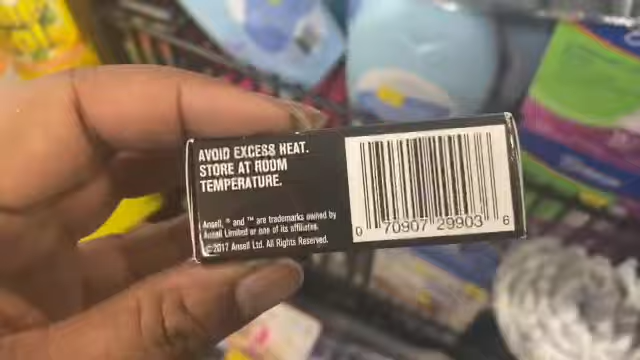 AVOID EXCESS HEAT.
STORE AT ROOM
TEMPERATURE.
Ansell, ® and ™ are trademarks owned by
Ansell Limited or one of its affiliates.
©2017 Ansell Ltd. All Rights Reserved.
0 70907 29903 6